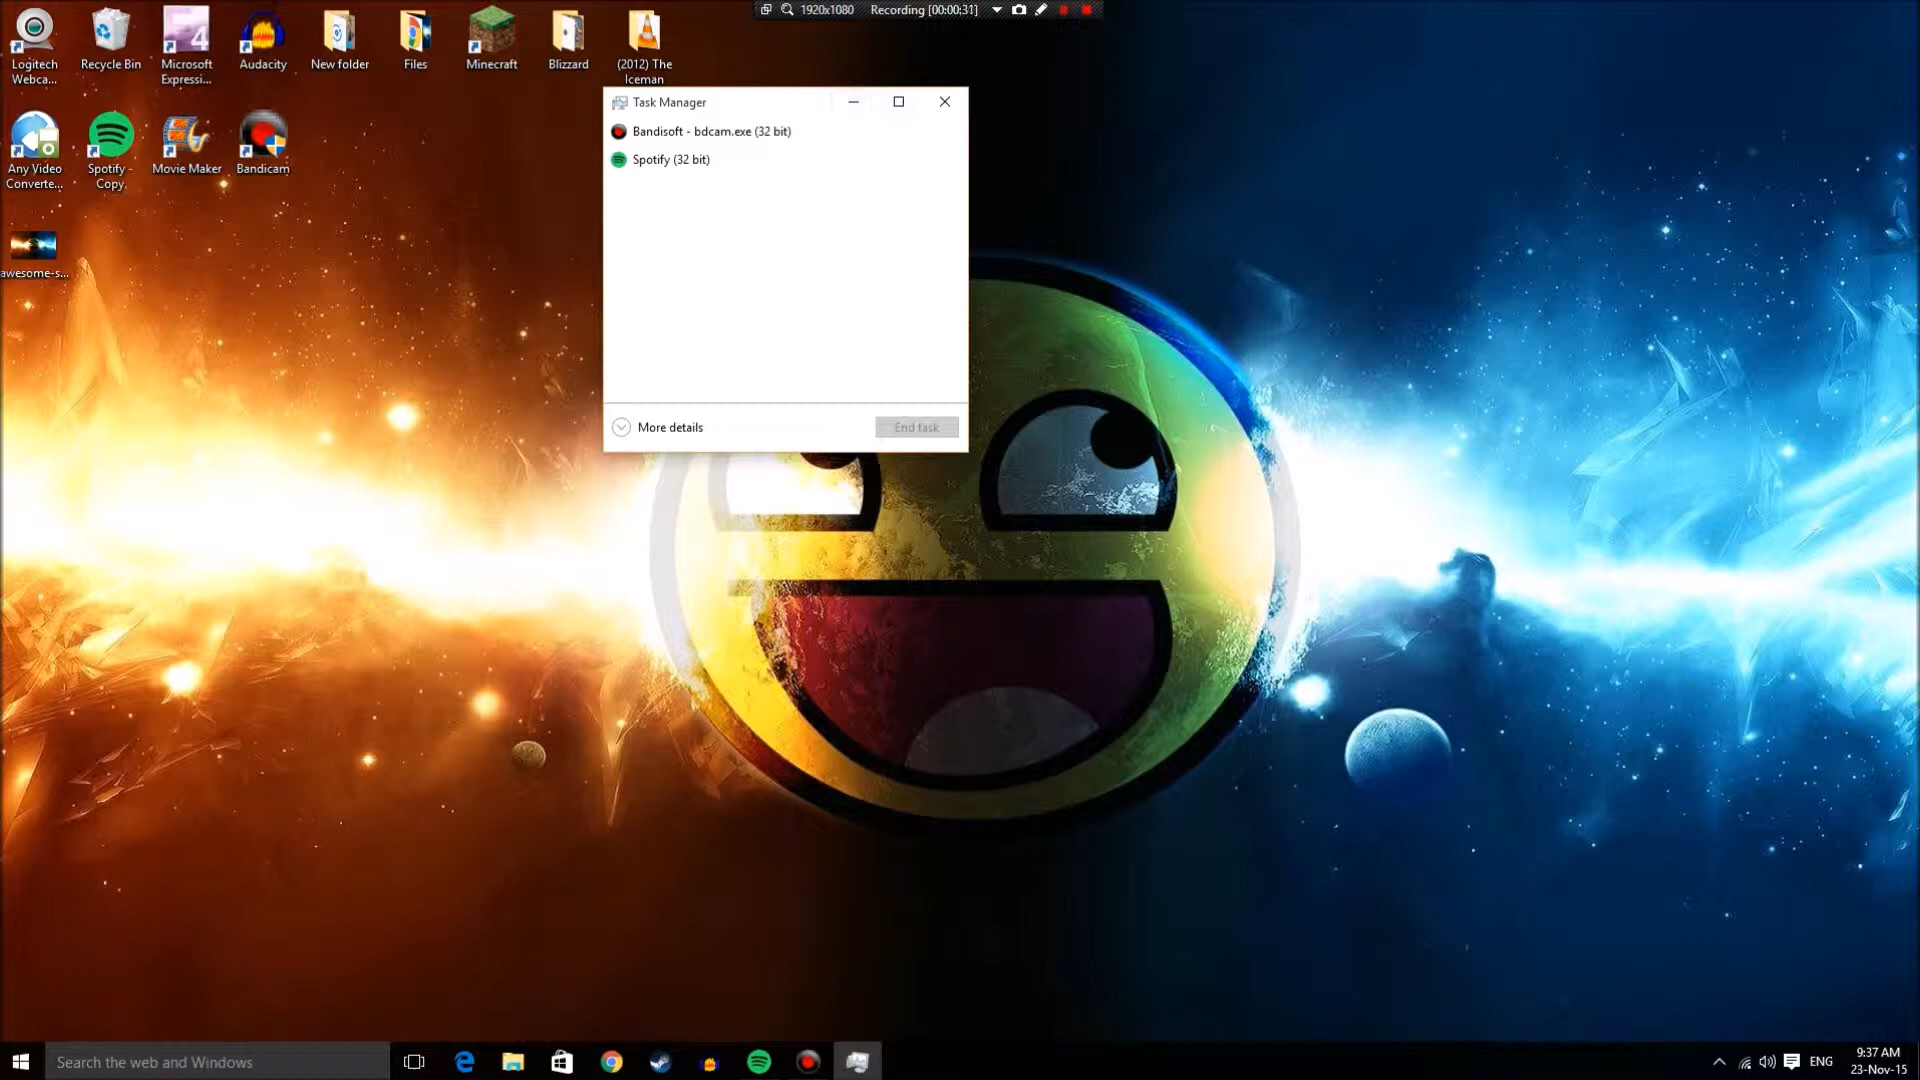 1920x1080 Recording [00:00:31]
Logitech
Webca...
Recycle Bin
Microsoft
Expressi...
4
Audacity
New folder
Files
Minecraft
Blizzard
(2012) The
Iceman
Any Video
Converte...
Spotify -
Copy
Movie Maker
Bandicam
awesome-s...
Task Manager
Bandisoft - bdcam.exe (32 bit)
Spotify (32 bit)
More details
End task
Search the web and Windows
ENG
9:37 AM
23-Nov-15